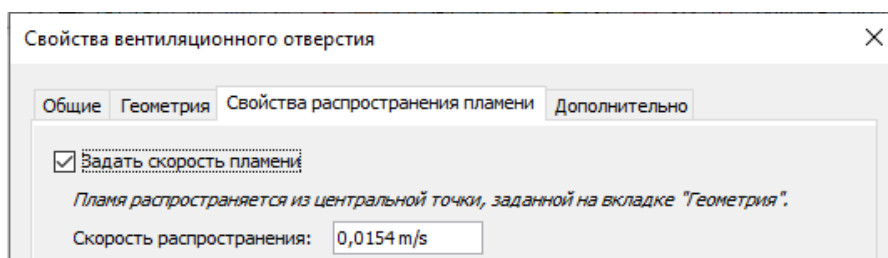 Свойства вентиляционного отверстия
Общие Геометрия Свойства распространения пламени Дополнительно
Задать скорость пламени
Пламя распространяется из центральной точки, заданной на вкладке "Геометрия".
Скорость распространения: 0,0154 m/s